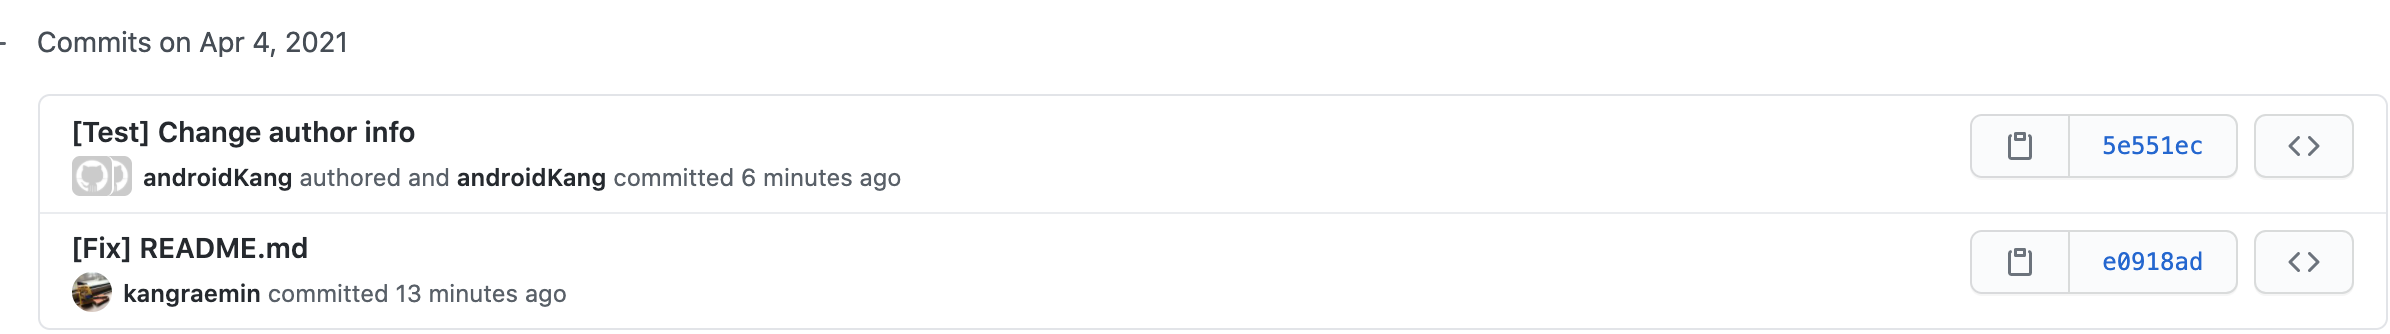 Commits on Apr 4, 2021
[Test] Change author info
5e551ec
androidKang authored and androidKang committed 6 minutes ago
[Fix] README.md
e0918ad
kangraemin committed 13 minutes ago